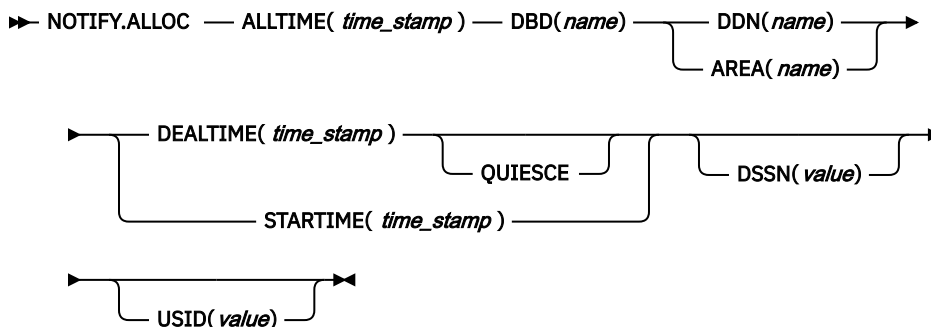 NOTIFY.ALLOC ALLTIME( time_stamp ) DBD(name) DDN(name)
AREA(name)
DEALTIME( time_stamp )
QUIESCE DSSN(value)
STARTIME( time_stamp )
USID(value)